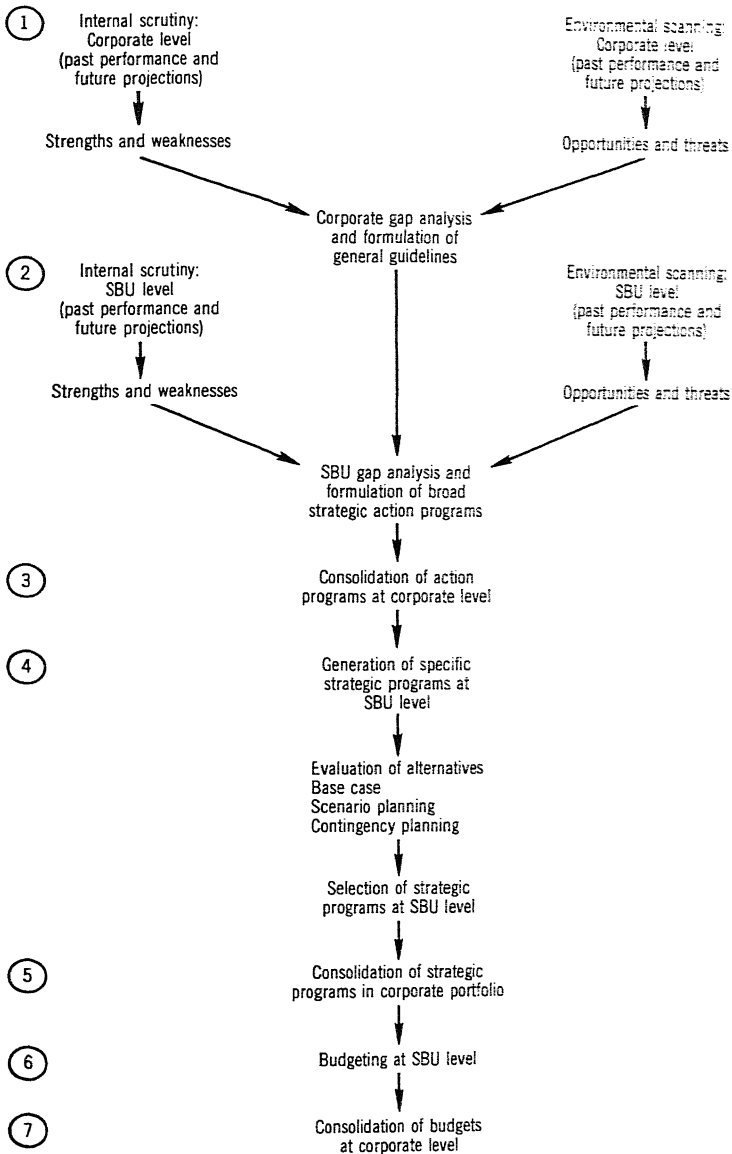 1
Internal scrutiny:
Corporate level
(past performance and
future projections)
Environmental scanning:
Corporate level
(past performance and
future projections)
Strengths and weaknesses
Opportunities and threats
Corporate gap analysis
and formulation of
general guidelines
2
Internal scrutiny:
SBU level
(past performance and
future projections)
Environmental scanning:
SBU level
(past performance and
future projections)
Strengths and weaknesses
Opportunities and threats
SBU gap analysis and
formulation of broad
strategic action programs
3
Consolidation of action
programs at corporate level
4
Generation of specific
strategic programs at
SBU level
Evaluation of alternatives
Base case
Scenario planning
Contingency planning
Selection of strategic
programs at SBU level
5
Consolidation of strategic
programs in corporate portfolio
6
Budgeting at SBU level
7
Consolidation of budgets
at corporate level